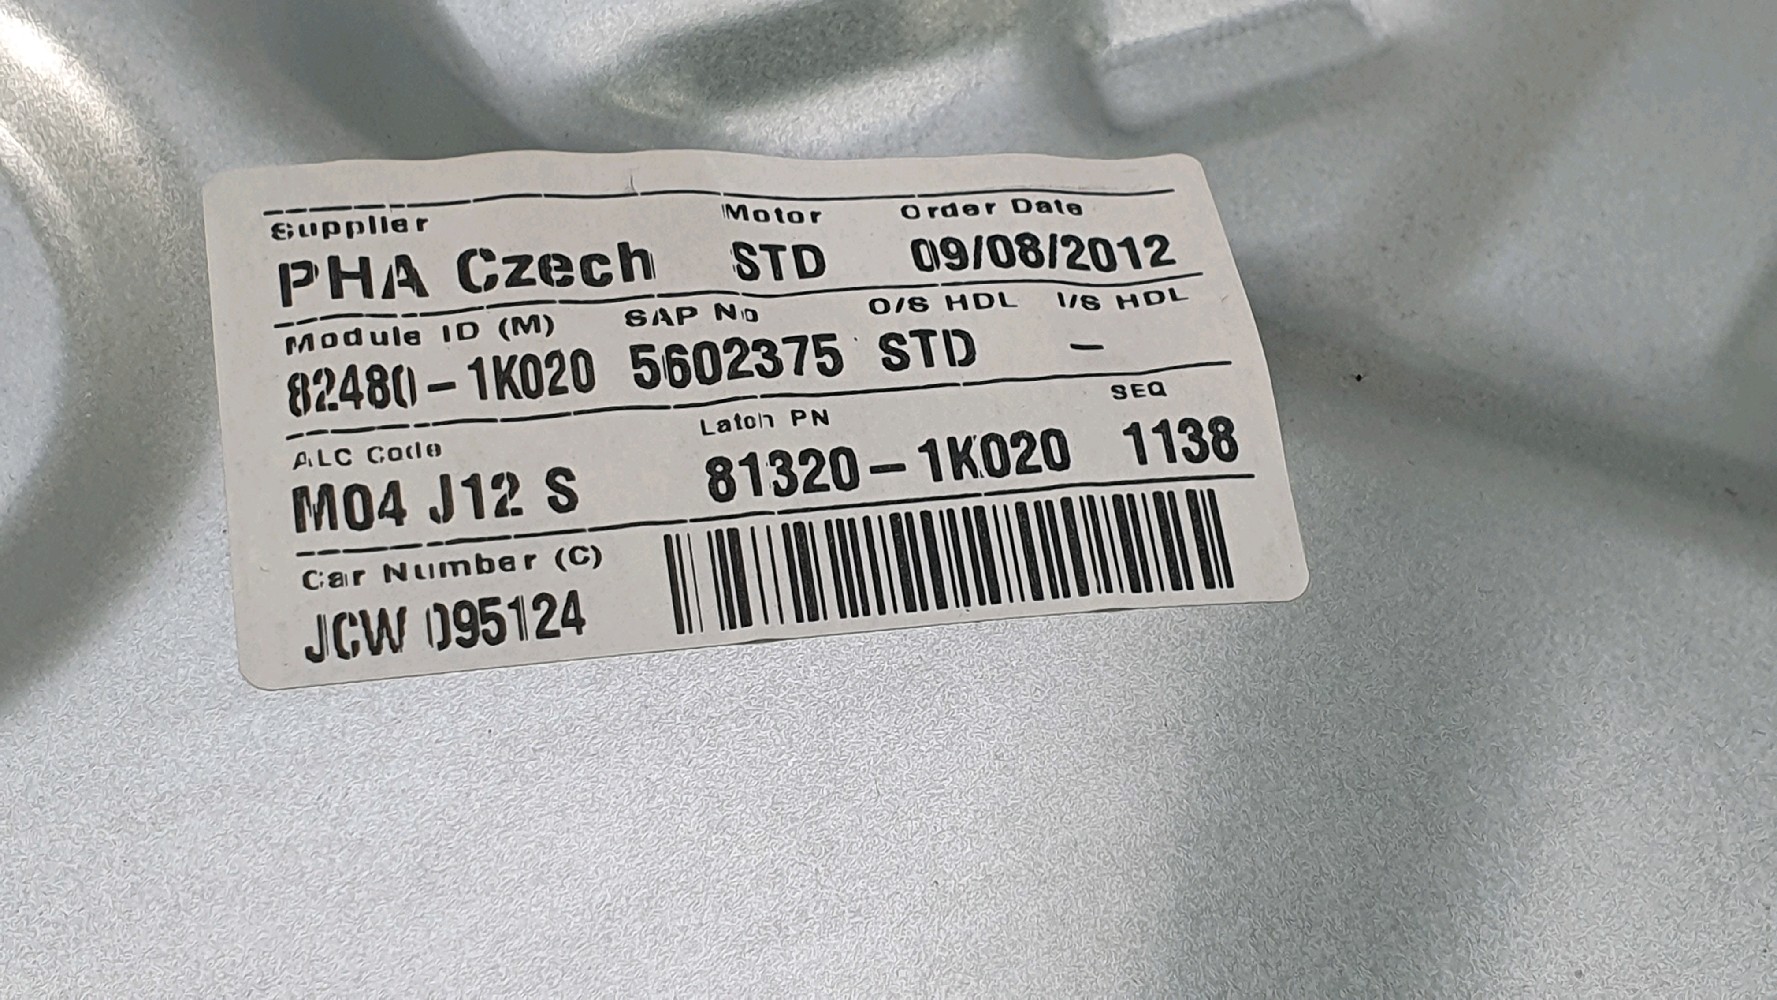 Supplier Motor Order Date
PHA Czech STD 09/08/2012
Module ID (M) SAP No O/S HDL I/S HDL
82480-1K020 5602375 STD -
ALC Code Latch PN SEQ
M04 J12 S 81320-1K020 1138
Car Number (C)
JCW 095124